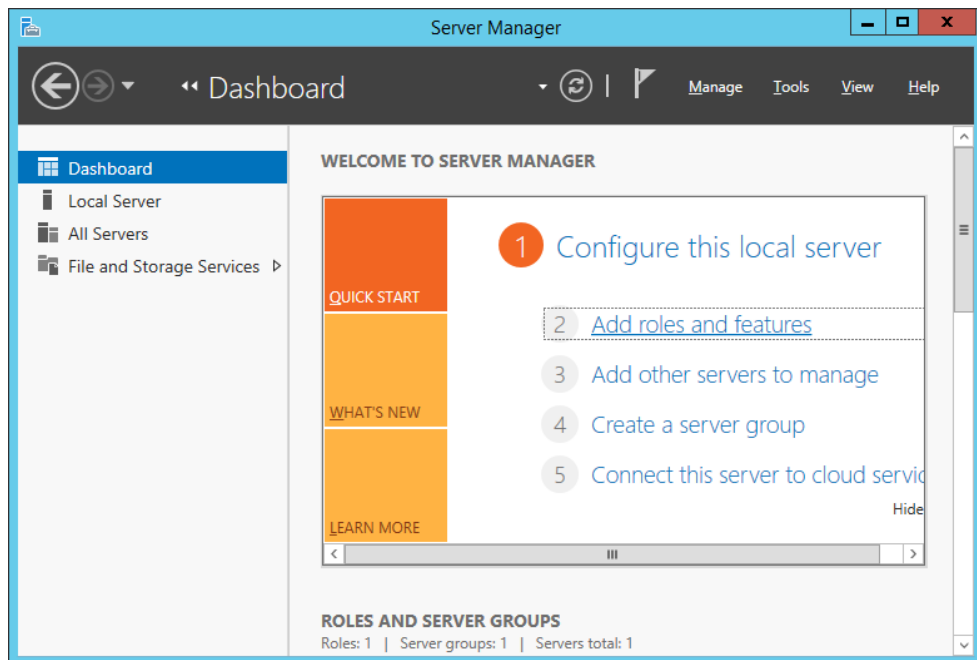 Server Manager
Dashboard
Manage Tools View Help
Dashboard
Local Server
All Servers
File and Storage Services
WELCOME TO SERVER MANAGER
QUICK START
WHAT'S NEW
LEARN MORE
1 Configure this local server
2 Add roles and features
3 Add other servers to manage
4 Create a server group
5 Connect this server to cloud servic
Hide
ROLES AND SERVER GROUPS
Roles: 1 | Server groups: 1 | Servers total: 1